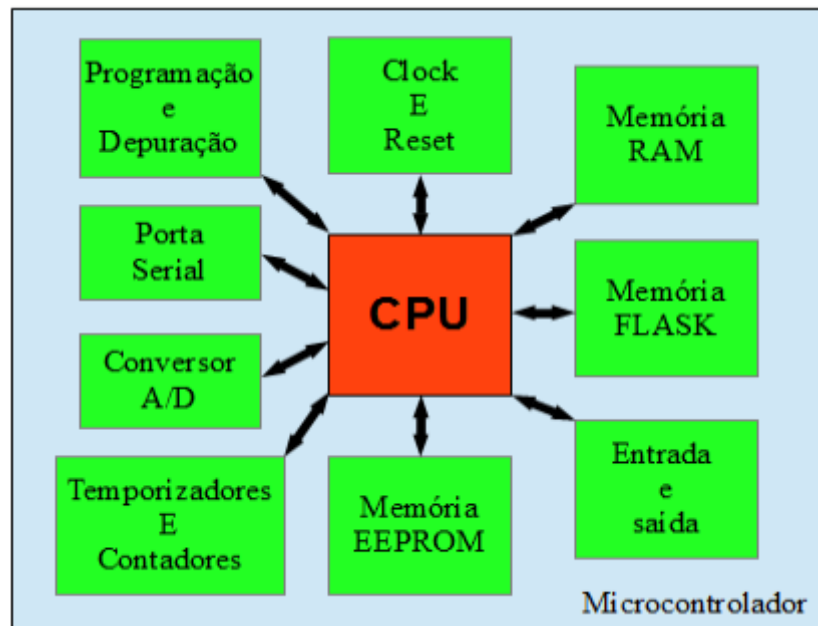 Programação
e
Depuração
Clock
E
Reset
Memória
RAM
Porta
Serial
CPU
Memória
FLASK
Conversor
A/D
Temporizadores
E
Contadores
Memória
EEPROM
Entrada
e
saída
Microcontrolador